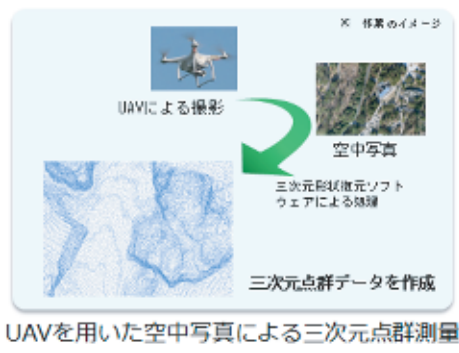 ※ 作業のイメージ
UAVによる撮影
空中写真
三次元形状復元ソフト
ウェアによる処理
三次元点群データを作成
UAVを用いた空中写真による三次元点群測量